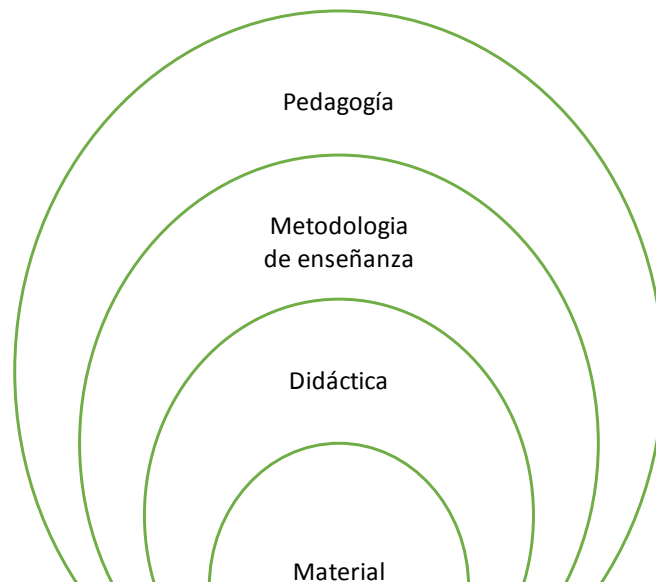 Pedagogía
Metodologia
de enseñanza
Didáctica
Material